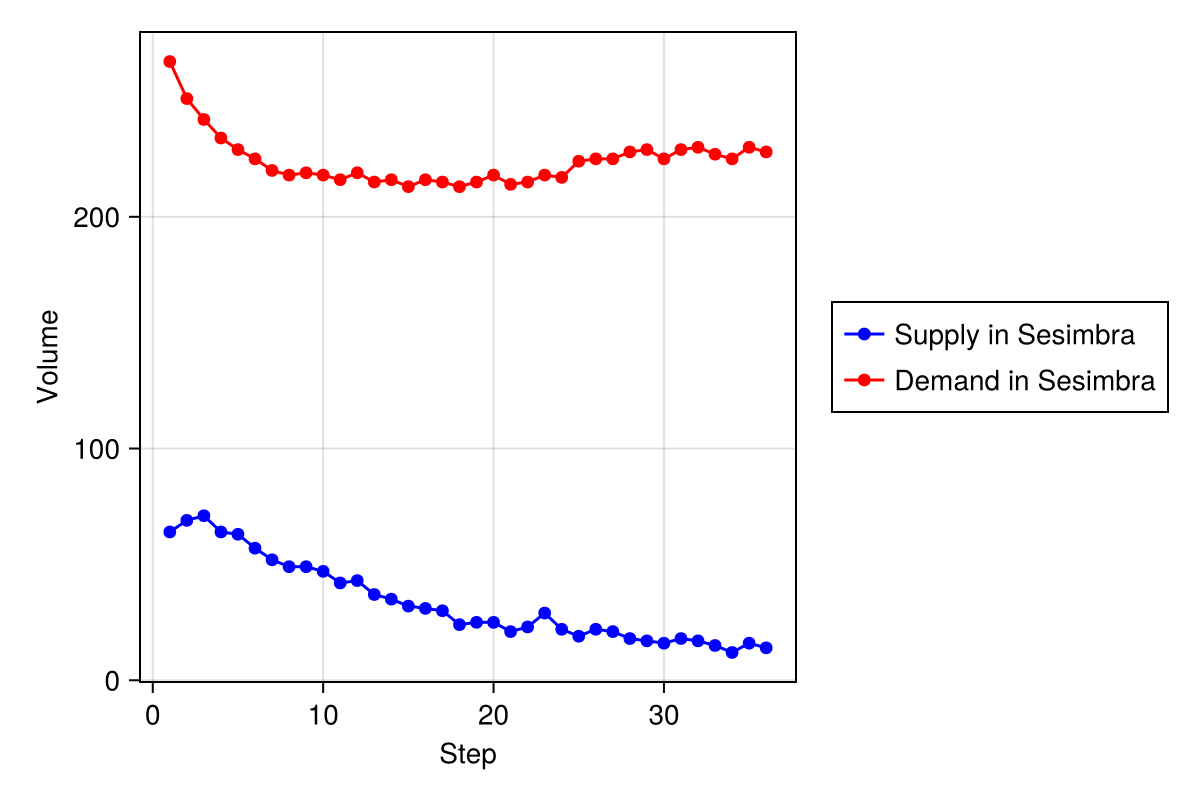 200
100
0
Volume
0 10 20 30
Step
Supply in Sesimbra
Demand in Sesimbra